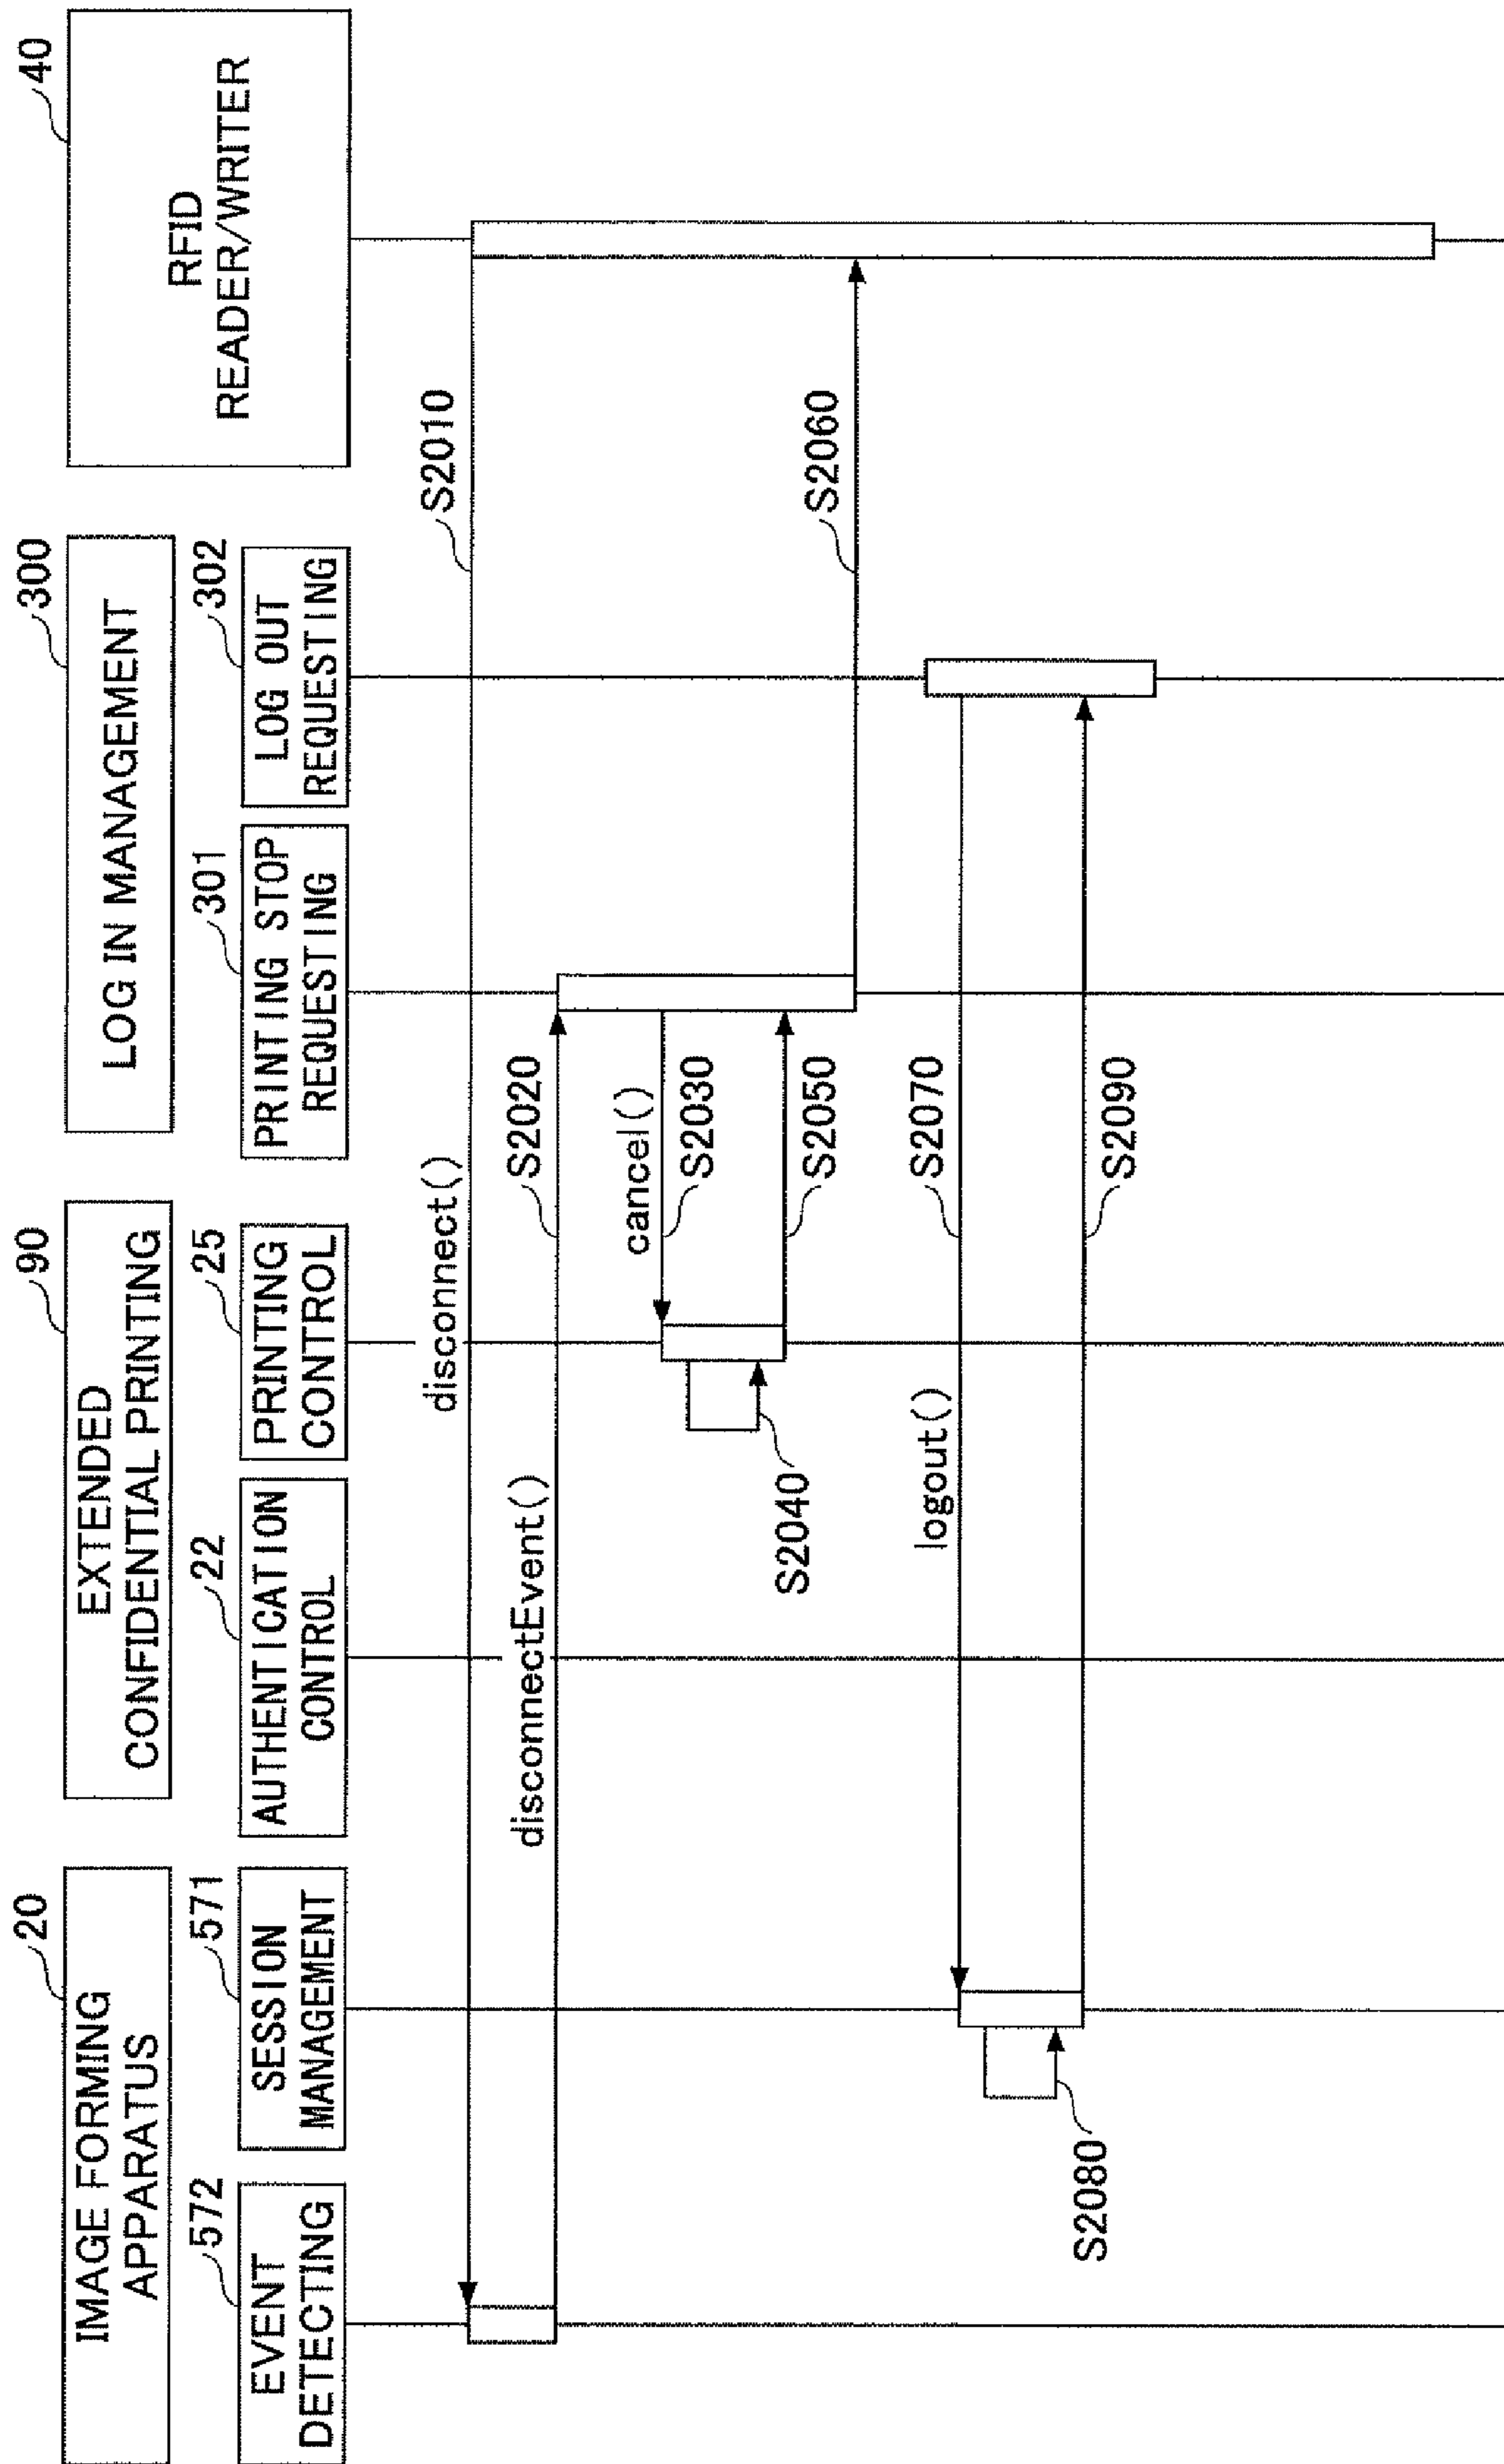 20
IMAGE FORMING
APPARATUS
90
EXTENDED
CONFIDENTIAL PRINTING
300
LOG IN MANAGEMENT
40
RFID
READER/WRITER
572
EVENT
DETECTING
571
SESSION
MANAGEMENT
22
AUTHENTICATION
CONTROL
25
PRINTING
CONTROL
301
PRINTING STOP
REQUESTING
302
LOG OUT
REQUESTING
disconnect()
S2010
disconnectEvent()
S2020
cancel()
S2030
S2040
S2050
S2060
logout()
S2070
S2080
S2090